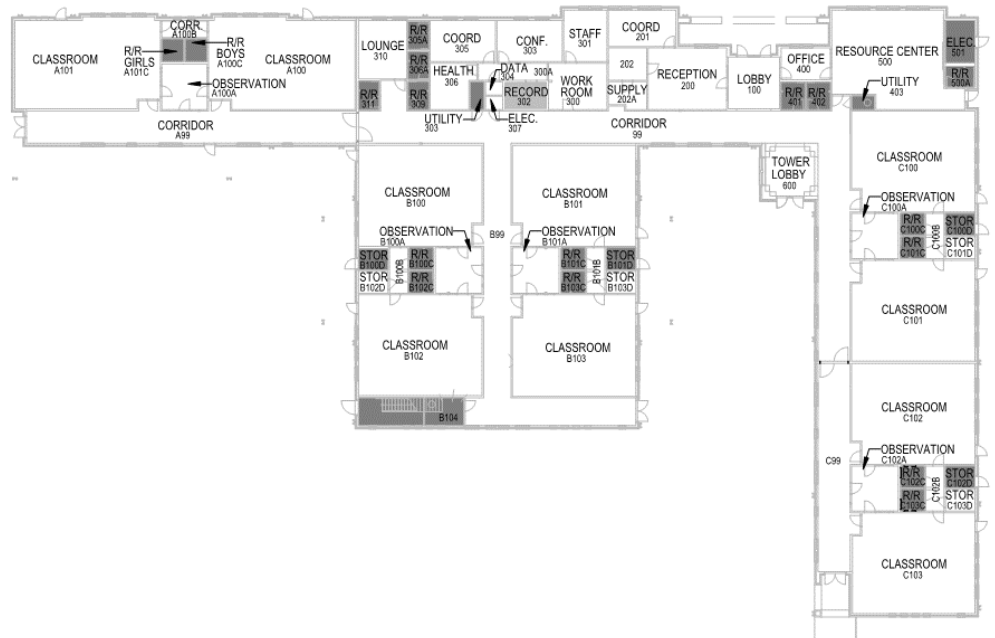 CLASSROOM
A101
CORR.
A100B
R/R
GIRLS
A101C
R/R
BOYS
A100C
CLASSROOM
A100
OBSERVATION
A100A
CORRIDOR
A99
LOUNGE
310
R/R
305A
R/R
306A
R/R
309
R/R
311
COORD
305
HEALTH
306
CONF.
303
DATA
304
300A
RECORD
302
UTILITY
303
ELEC.
307
WORK
ROOM
300
STAFF
301
COORD
201
202
SUPPLY
202A
RECEPTION
200
LOBBY
100
OFFICE
400
R/R
401
R/R
402
RESOURCE CENTER
500
ELEC
501
R/R
500A
UTILITY
403
CORRIDOR
99
TOWER
LOBBY
600
CLASSROOM
B100
OBSERVATION
B100A
STOR
B100D
STOR
B102D
B100B
R/R
B100C
R/R
B102C
CLASSROOM
B102
B104
B99
CLASSROOM
B101
OBSERVATION
B101A
R/R
B101C
R/R
B103C
B101B
STOR
B101D
STOR
B103D
CLASSROOM
B103
CLASSROOM
C100
OBSERVATION
C100A
R/R
C100C
R/R
C101C
C100B
STOR
C100D
STOR
C101D
CLASSROOM
C101
CLASSROOM
C102
C99
OBSERVATION
C102A
R/R
C102C
R/R
C103C
C102B
STOR
C102D
STOR
C103D
CLASSROOM
C103